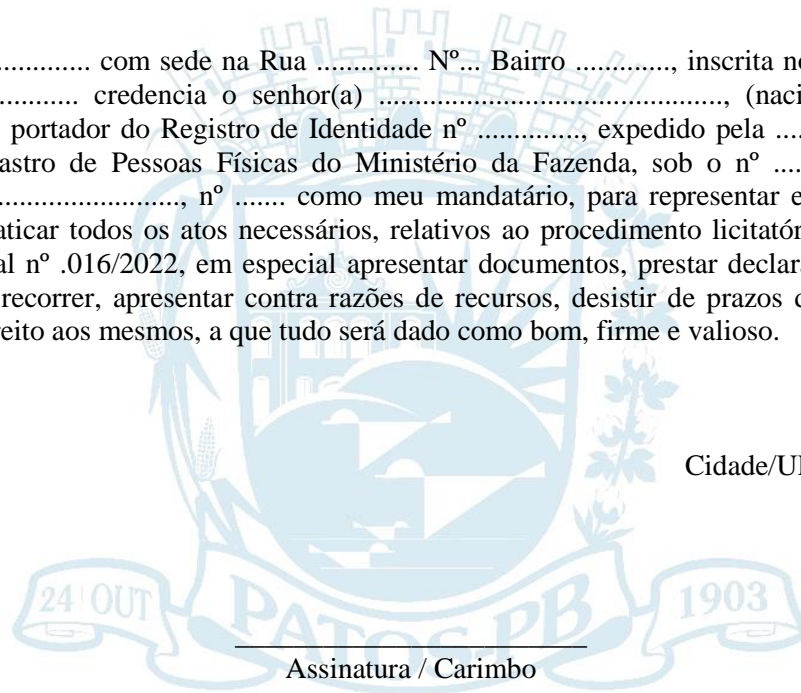 ............. com sede na Rua ............. Nº... Bairro ............., inscrita no
............ credencia o senhor(a) ..............................................., (naci
portador do Registro de Identidade nº ............., expedido pela .....
astro de Pessoas Físicas do Ministério da Fazenda, sob o nº .....
........................., nº ...... como meu mandatário, para representar e
aticar todos os atos necessários, relativos ao procedimento licitatór
al nº .016/2022, em especial apresentar documentos, prestar declara
recorrer, apresentar contra razões de recursos, desistir de prazos d
reito aos mesmos, a que tudo será dado como bom, firme e valioso.
Cidade/U
24 OUT
PATOS-PB
1903
Assinatura / Carimbo